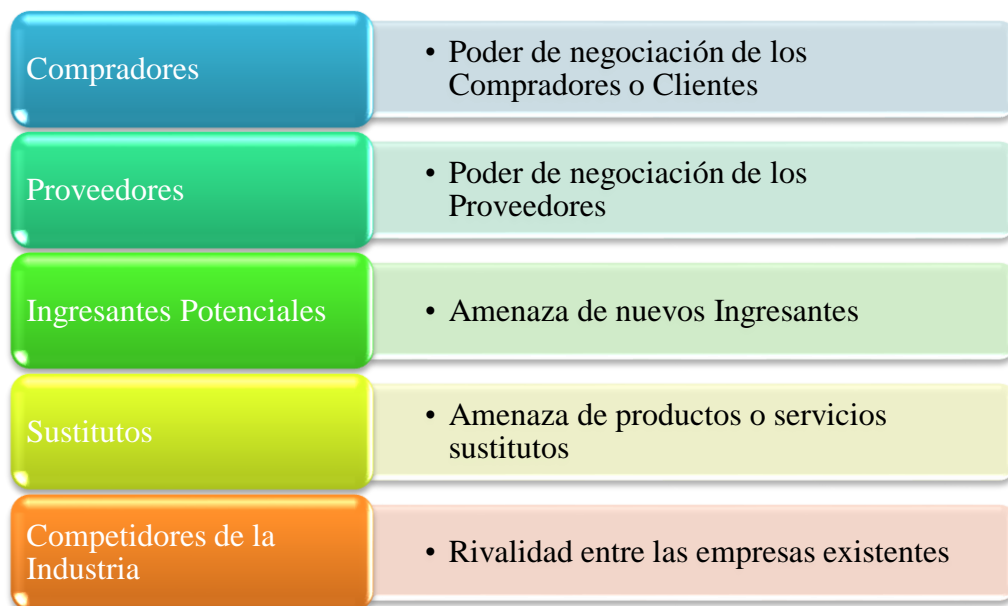 Compradores
• Poder de negociación de los
Compradores o Clientes
Proveedores
• Poder de negociación de los
Proveedores
Ingresantes Potenciales
• Amenaza de nuevos Ingresantes
Sustitutos
• Amenaza de productos o servicios
sustitutos
Competidores de la
Industria
• Rivalidad entre las empresas existentes